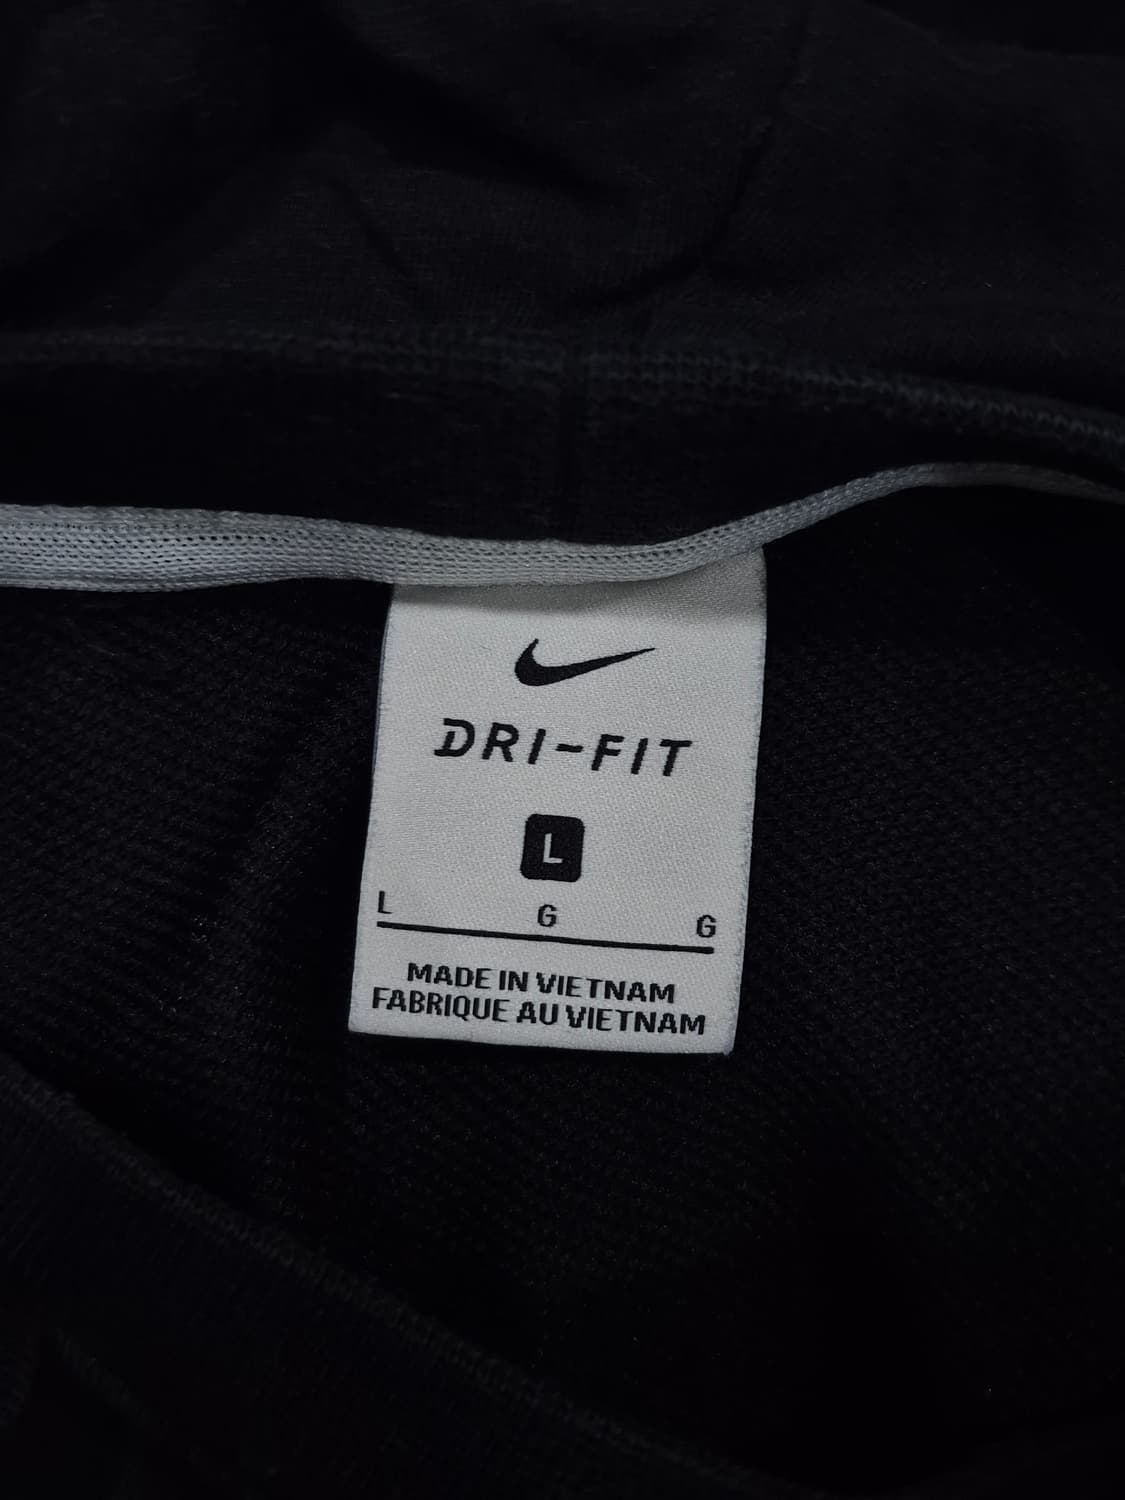 DRI-FIT
L
L G G
MADE IN VIETNAM
FABRIQUE AU VIETNAM